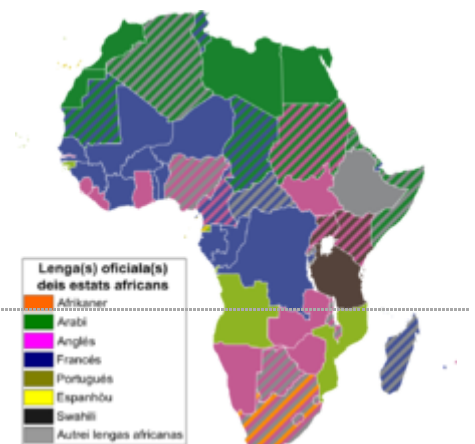 Lenga(s) oficiala(s)
deis estats africans
Afrikaner
Arabi
Anglés
Francés
Portugués
Espanhòu
Swahili
Autrei lengas africanas